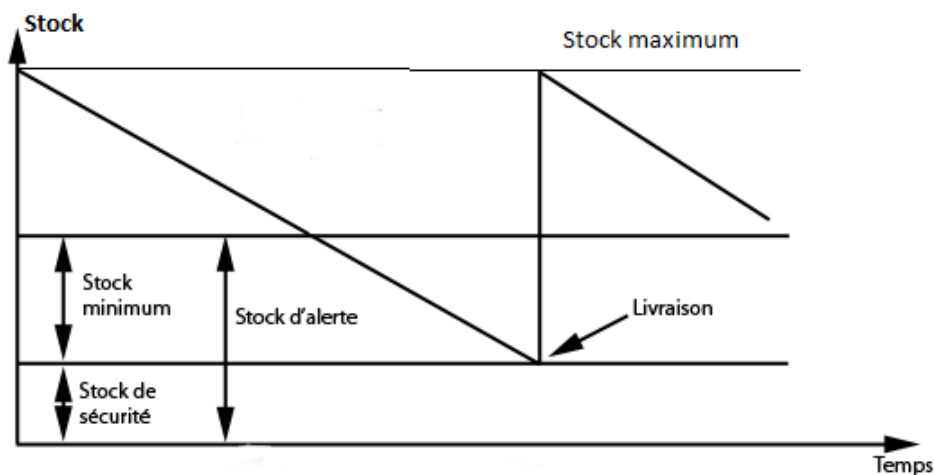 Stock
Stock maximum
Stock
minimum
Stock d'alerte
Livraison
Stock de
sécurité
Temps